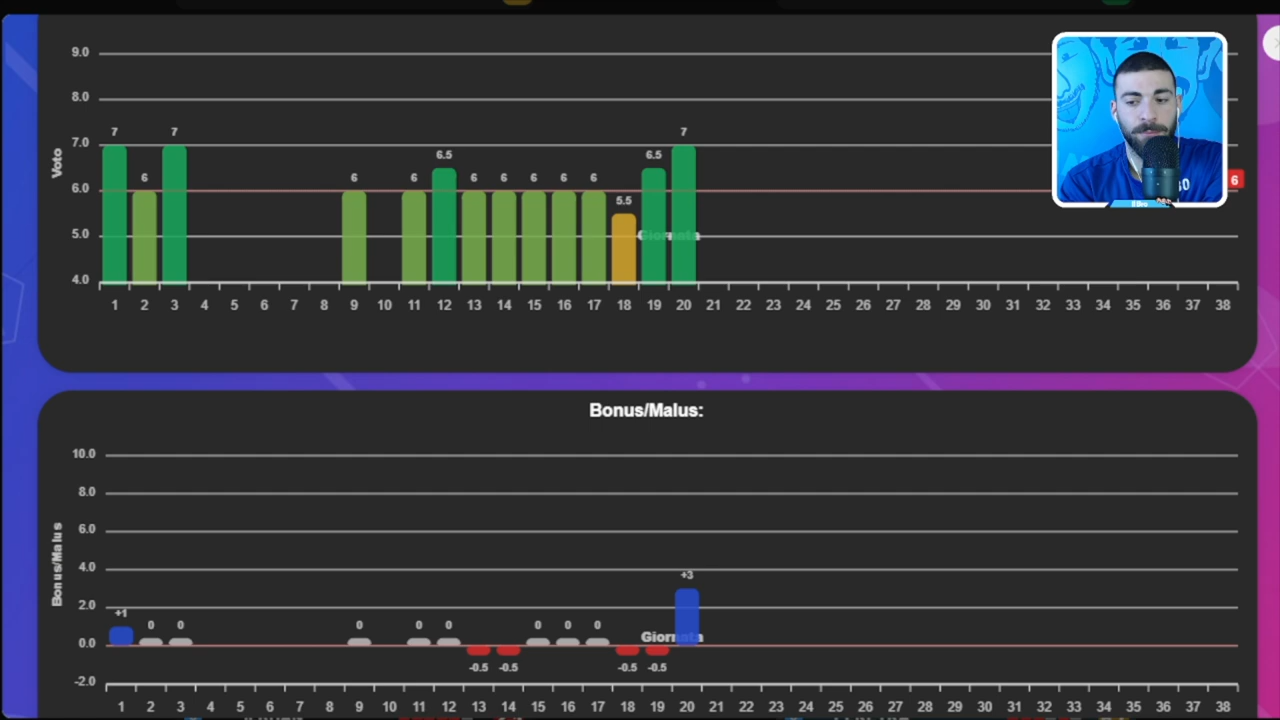 9.0
8.0
7.0
6.0
5.0
4.0
Voto
7 6 7 6 6 6.5 6 6 6 6 6 5.5 6.5 7
6
Giornata
1 2 3 4 5 6 7 8 9 10 11 12 13 14 15 16 17 18 19 20 21 22 23 24 25 26 27 28 29 30 31 32 33 34 35 36 37 38
Bonus/Malus:
10.0
8.0
6.0
4.0
2.0
0.0
-2.0
Bonus/Malus
+1 0 0 0 0 0 -0.5 -0.5 0 0 0 -0.5 -0.5 +3
Giornata
1 2 3 4 5 6 7 8 9 10 11 12 13 14 15 16 17 18 19 20 21 22 23 24 25 26 27 28 29 30 31 32 33 34 35 36 37 38